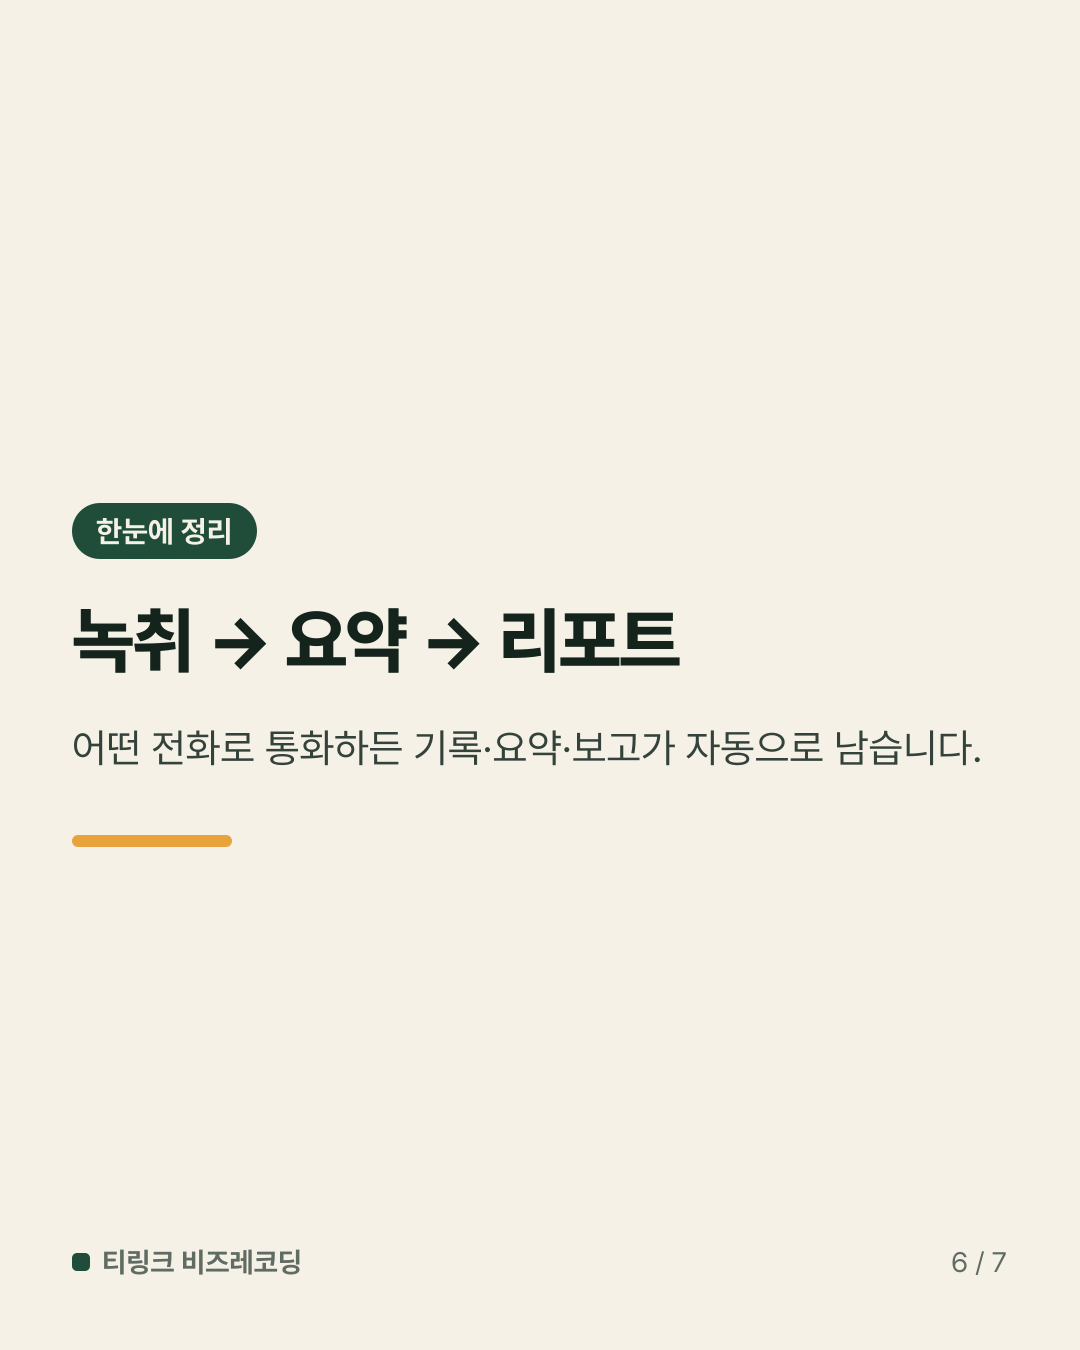 한눈에 정리
녹취 → 요약 → 리포트
어떤 전화로 통화하든 기록·요약·보고가 자동으로 남습니다.
티링크 비즈레코딩
6 / 7